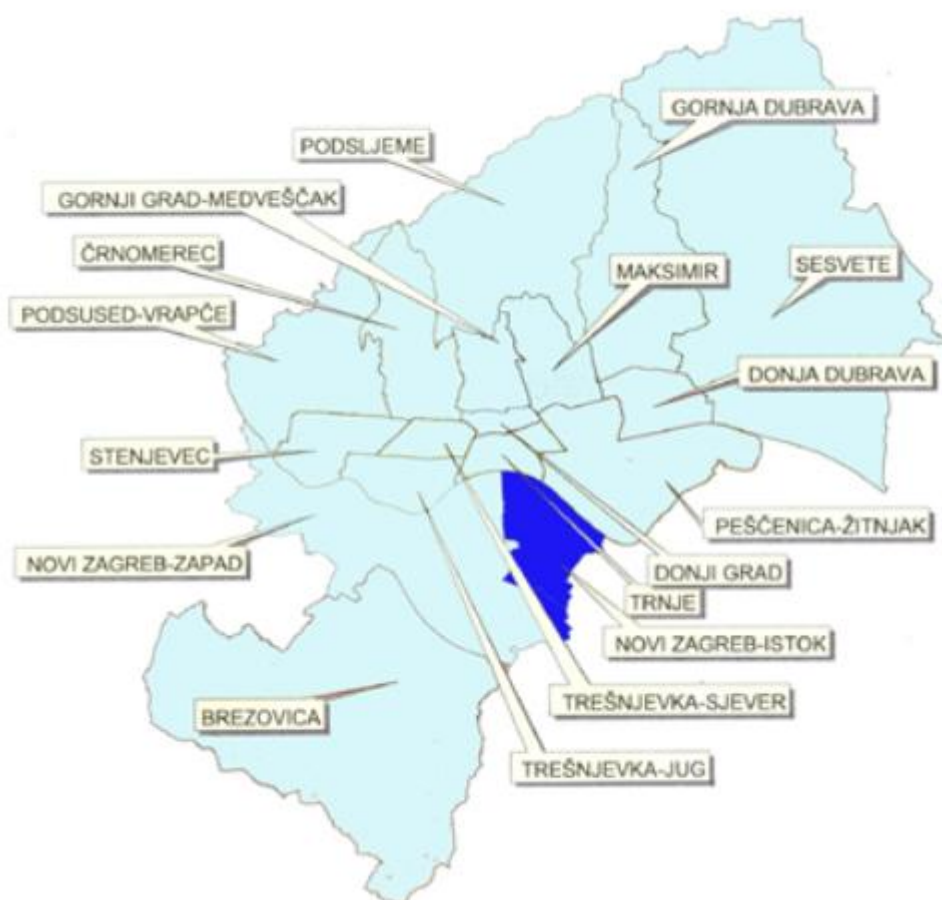 GORNJA DUBRAVA
PODSLJEME
GORNJI GRAD-MEDVEŠČAK
ČRNOMEREC
MAKSIMIR
SESVETE
PODSUSED-VRAPČE
DONJA DUBRAVA
STENJEVEC
PEŠČENICA-ŽITNJAK
NOVI ZAGREB-ZAPAD
DONJI GRAD
TRNJE
NOVI ZAGREB-ISTOK
TREŠNJEVKA-SJEVER
BREZOVICA
TREŠNJEVKA-JUG